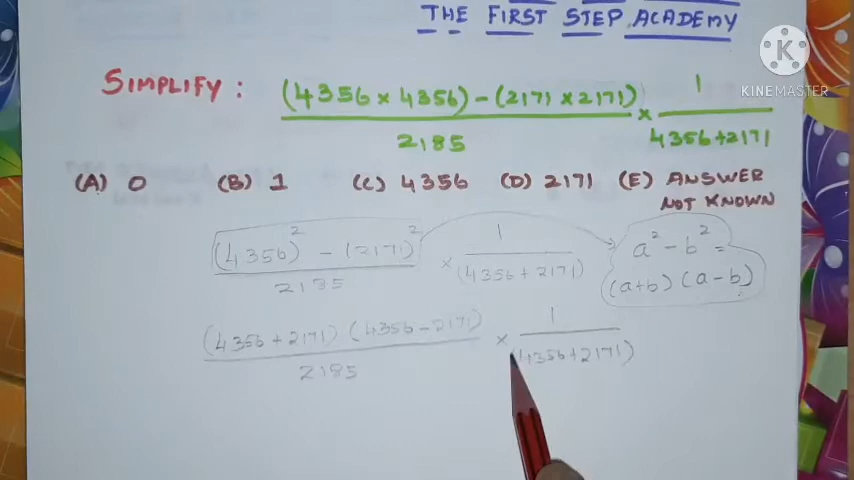 THE FIRST STEP ACADEMY
KINEMASTER
SIMPLIFY : (4356 x 4356) - (2171 x 2171) / 2185 x 1 / 4356+2171
(A) 0 (B) 1 (C) 4356 (D) 2171 (E) ANSWER NOT KNOWN
(4356)² - (2171)² / 2185 x 1 / (4356+2171)
a² - b² =
(a+b) (a-b)
(4356+2171) (4356-2171) / 2185 x 1 / (4356+2171)